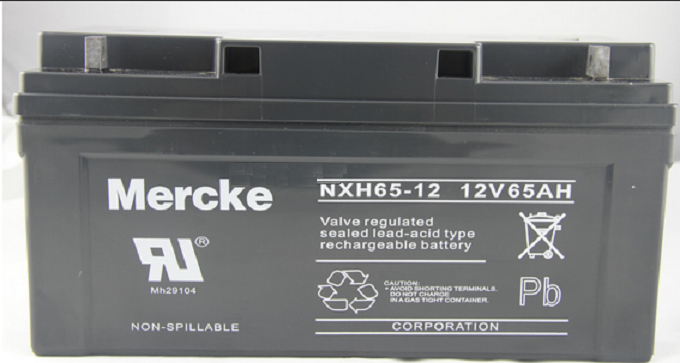 Mercke
NXH65-12 12V65AH
Valve regulated
sealed lead-acid type
rechargeable battery
RU®
Mh29104
CAUTION:
• AVOID SHORTING TERMINALS.
DO NOT CHARGE
IN A GAS TIGHT CONTAINER.
Pb
NON-SPILLABLE
CORPORATION